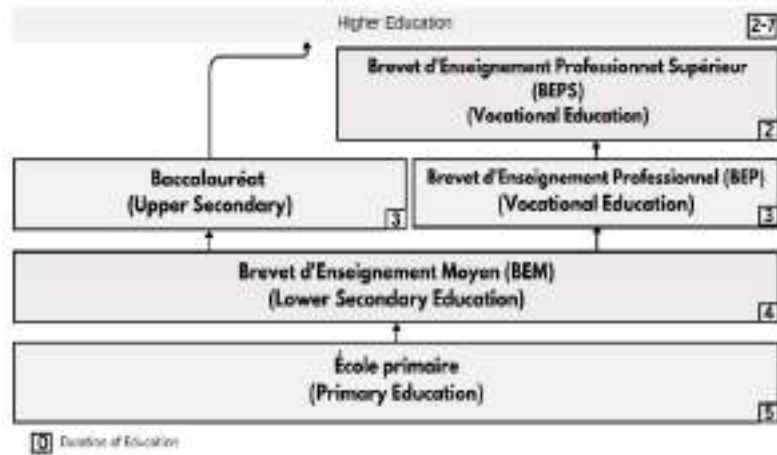 Higher Education
2-7
Brevet d'Enseignement Professionnet Supérieur
(BEPS)
(Vocational Education)
2
Baccalauréat
(Upper Secondary)
3
Brevet d'Enseignement Professionnel (BEP)
(Vocational Education)
3
Brevet d'Enseignement Moyen (BEM)
(Lower Secondary Education)
4
École primaire
(Primary Education)
5
0 Duration of Education